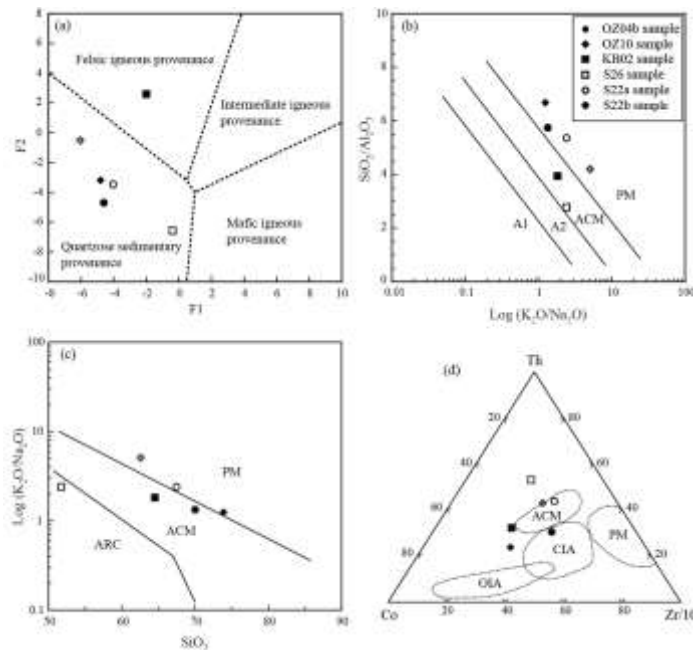 (a)
8
6
4
2
0
-2
-4
-6
-8
-10
F2
Felsic igneous provenance
Intermediate igneous
provenance
Mafic igneous
provenance
Quartzose sedimentary
provenance
-8
-6
-4
-2
0
2
4
6
8
10
F1
(b)
10
8
6
4
2
0
SiO2/Al2O3
OZ04b sample
OZ10 sample
KB02 sample
S26 sample
S22a sample
S22b sample
PM
ACM
A2
A1
0.01
0.1
1
10
100
Log (K2O/Na2O)
(c)
100
10
1
0.1
Log (K2O/Na2O)
PM
ACM
ARC
50
60
70
80
90
(d)
Th
20
80
40
60
ACM
40
PM
CIA
80
20
OIA
Co
20
40
60
80
Zr/10